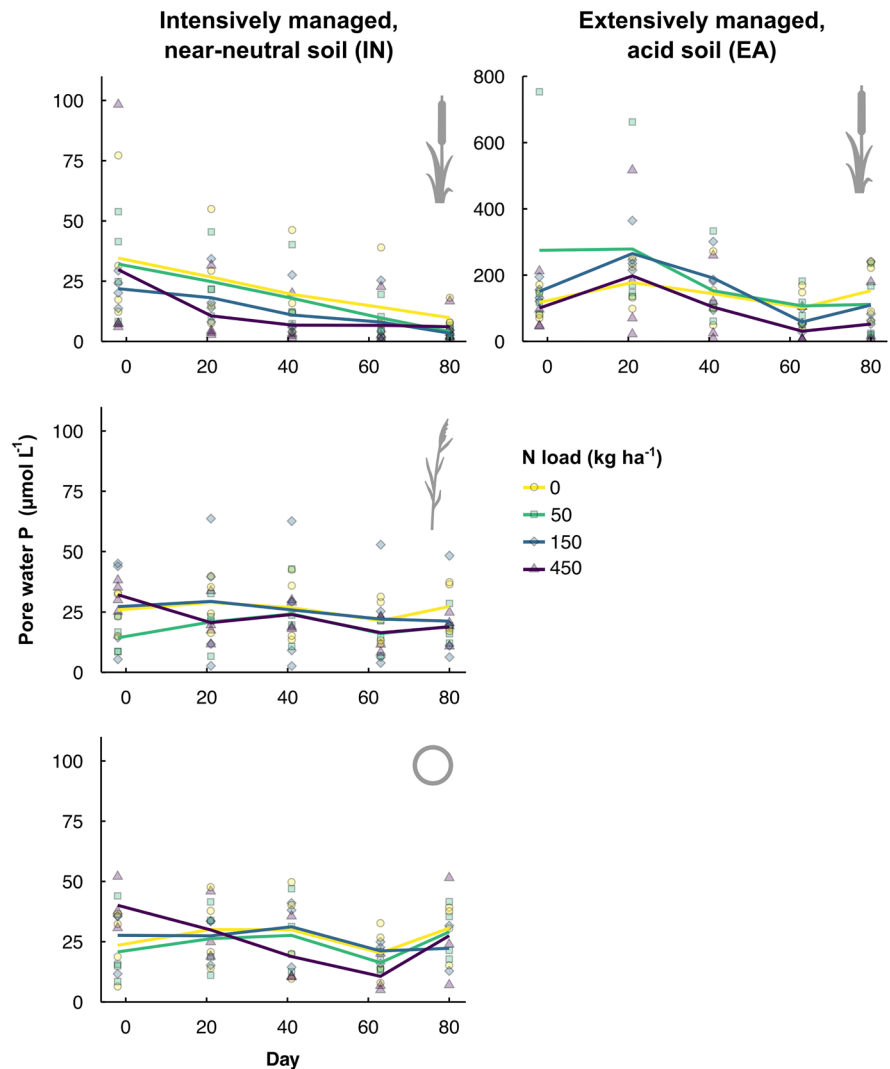 Intensively managed,
near-neutral soil (IN)
Extensively managed,
acid soil (EA)
100
75
50
25
0
0 20 40 60 80
800
600
400
200
0
0 20 40 60 80
Pore water P (µmol L⁻¹)
100
75
50
25
0
0 20 40 60 80
N load (kg ha⁻¹)
0
50
150
450
100
75
50
25
0
0 20 40 60 80
Day